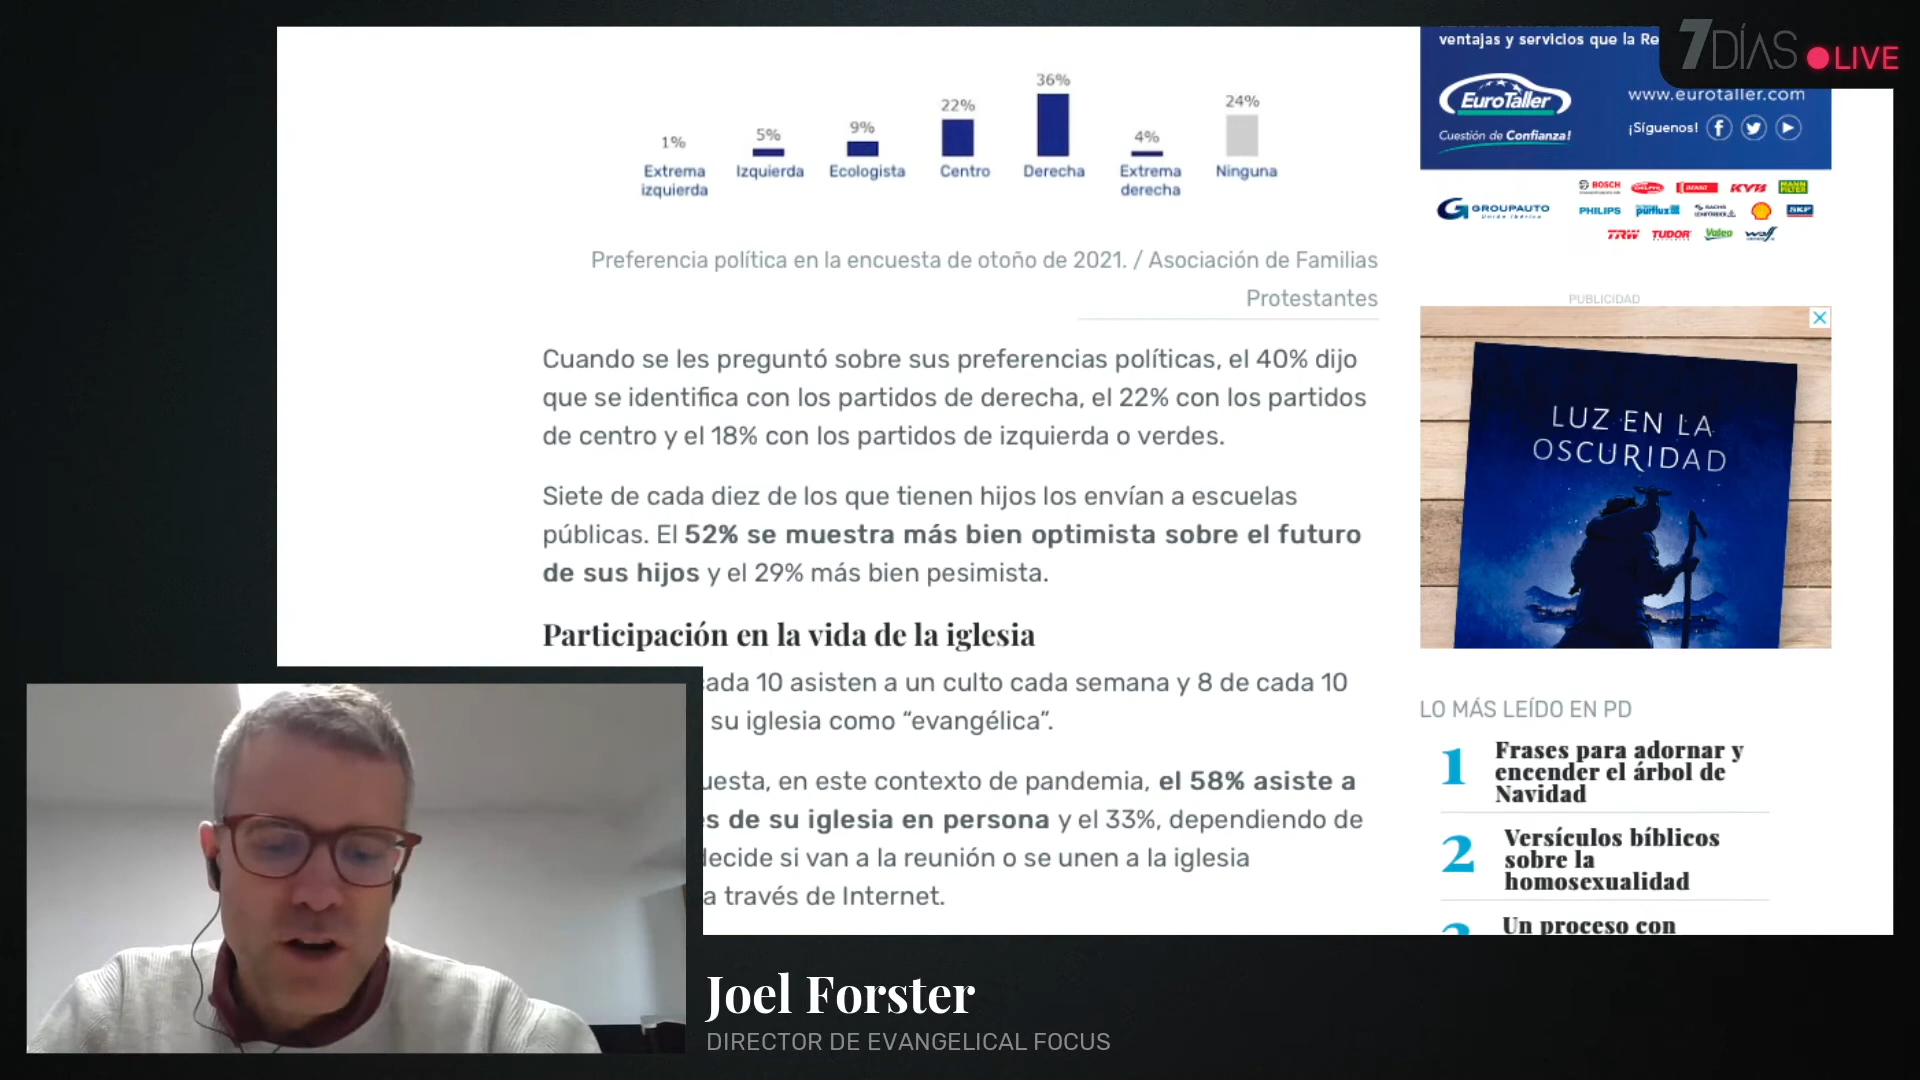 7DÍAS LIVE
1%
5%
9%
22%
36%
4%
24%
Extrema izquierda
Izquierda
Ecologista
Centro
Derecha
Extrema derecha
Ninguna
Preferencia política en la encuesta de otoño de 2021. / Asociación de Familias
Protestantes
Cuando se les preguntó sobre sus preferencias políticas, el 40% dijo
que se identifica con los partidos de derecha, el 22% con los partidos
de centro y el 18% con los partidos de izquierda o verdes.
Siete de cada diez de los que tienen hijos los envían a escuelas
públicas. El 52% se muestra más bien optimista sobre el futuro
de sus hijos y el 29% más bien pesimista.
Participación en la vida de la iglesia
cada 10 asisten a un culto cada semana y 8 de cada 10
su iglesia como “evangélica”.
en este contexto de pandemia, el 58% asiste a
de su iglesia en persona y el 33%, dependiendo de
decide si van a la reunión o se unen a la iglesia
a través de Internet.
ventajas y servicios que la Re
EuroTaller
Cuestión de Confianza!
www.eurotaller.com
¡Síguenos!
GROUPAUTO
Unión Ibérica
BOSCH
DELPHI
DENSO
KYB
MANN FILTER
PHILIPS
purflux
SACHS
SKF
TRW
TUDOR
Valeo
PUBLICIDAD
LUZ EN LA
OSCURIDAD
LO MÁS LEÍDO EN PD
1
Frases para adornar y
encender el árbol de
Navidad
2
Versículos bíblicos
sobre la
homosexualidad
Un proceso con
Joel Forster
DIRECTOR DE EVANGELICAL FOCUS